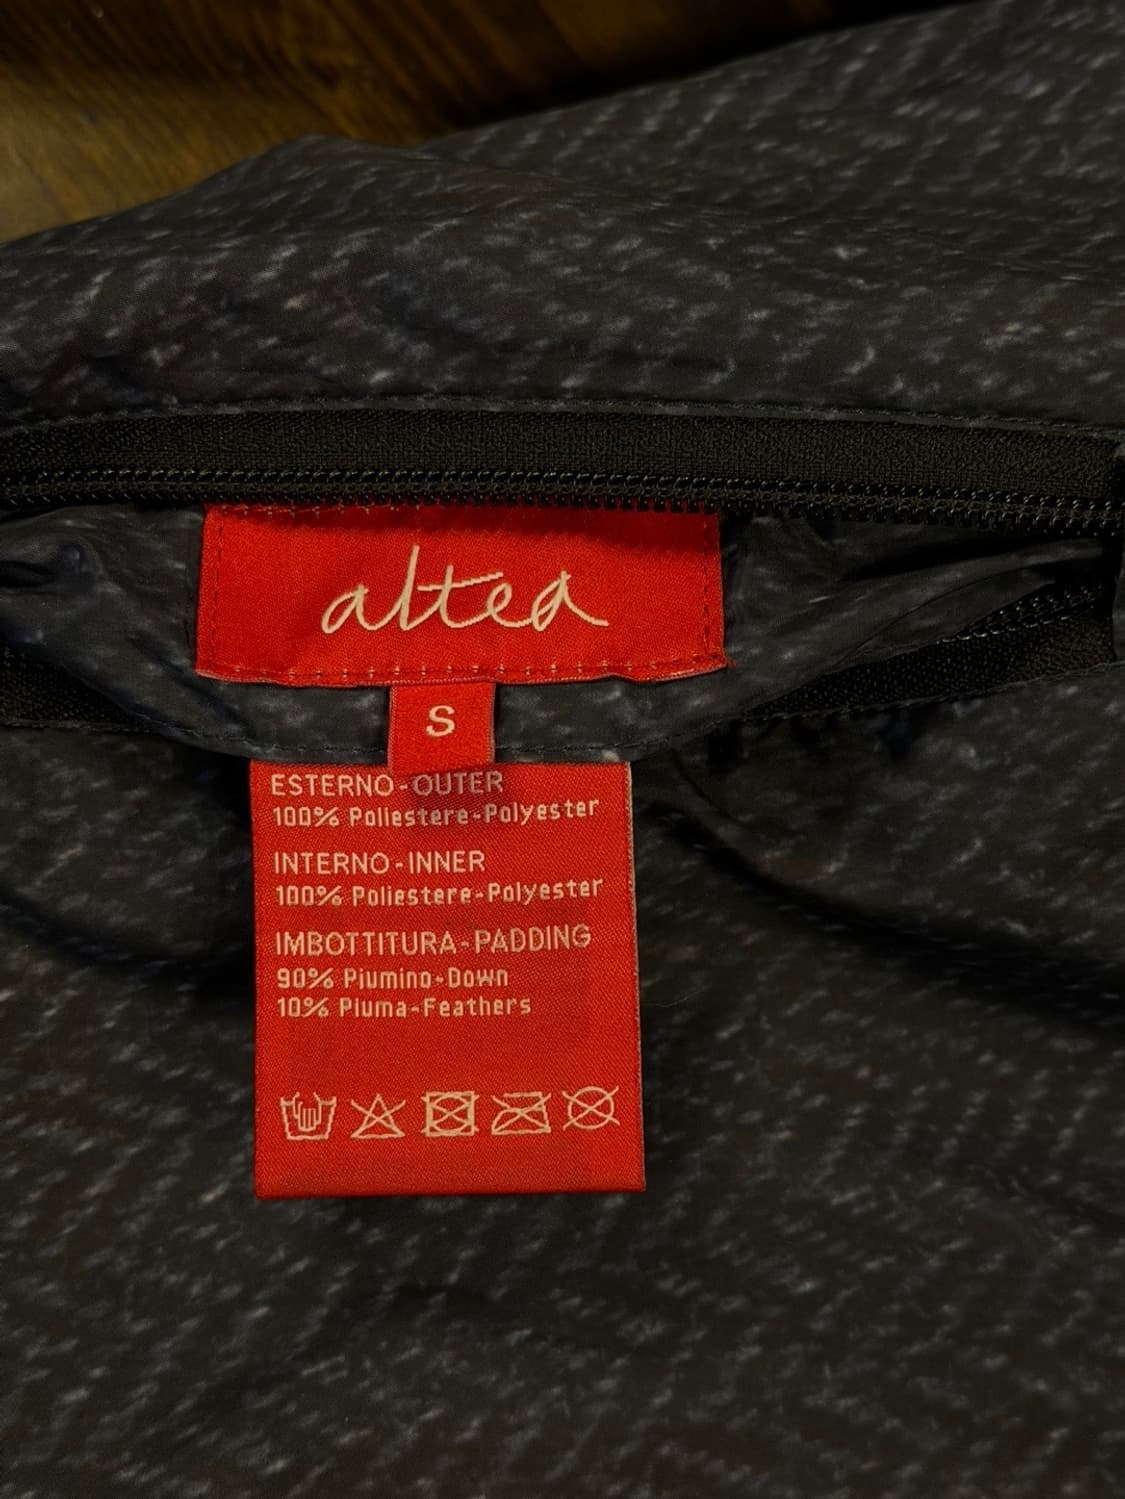 altea
S
ESTERNO-OUTER
100% Poliestere-Polyester
INTERNO-INNER
100% Poliestere-Polyester
IMBOTTITURA-PADDING
90% Piumino-Down
10% Piuma-Feathers